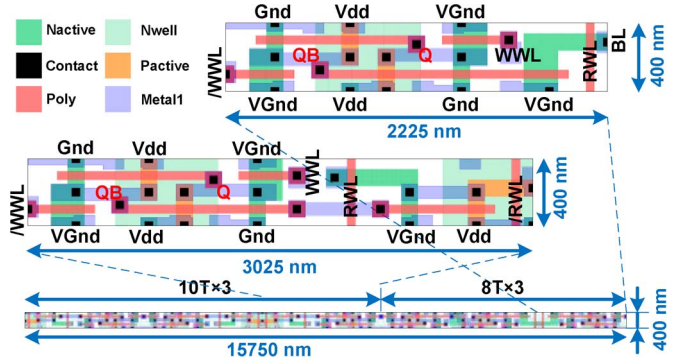 Nactive
Nwell
Contact
Pactive
Poly
Metal1
Gnd
Vdd
VGnd
QB
Q
WWL
/WWL
RWL
BL
400 nm
VGnd
Vdd
Gnd
VGnd
2225 nm
Gnd
Vdd
VGnd
QB
Q
WWL
/WWL
RWL
/RWL
400 nm
VGnd
Vdd
Gnd
VGnd
Vdd
3025 nm
10T×3
8T×3
400 nm
15750 nm